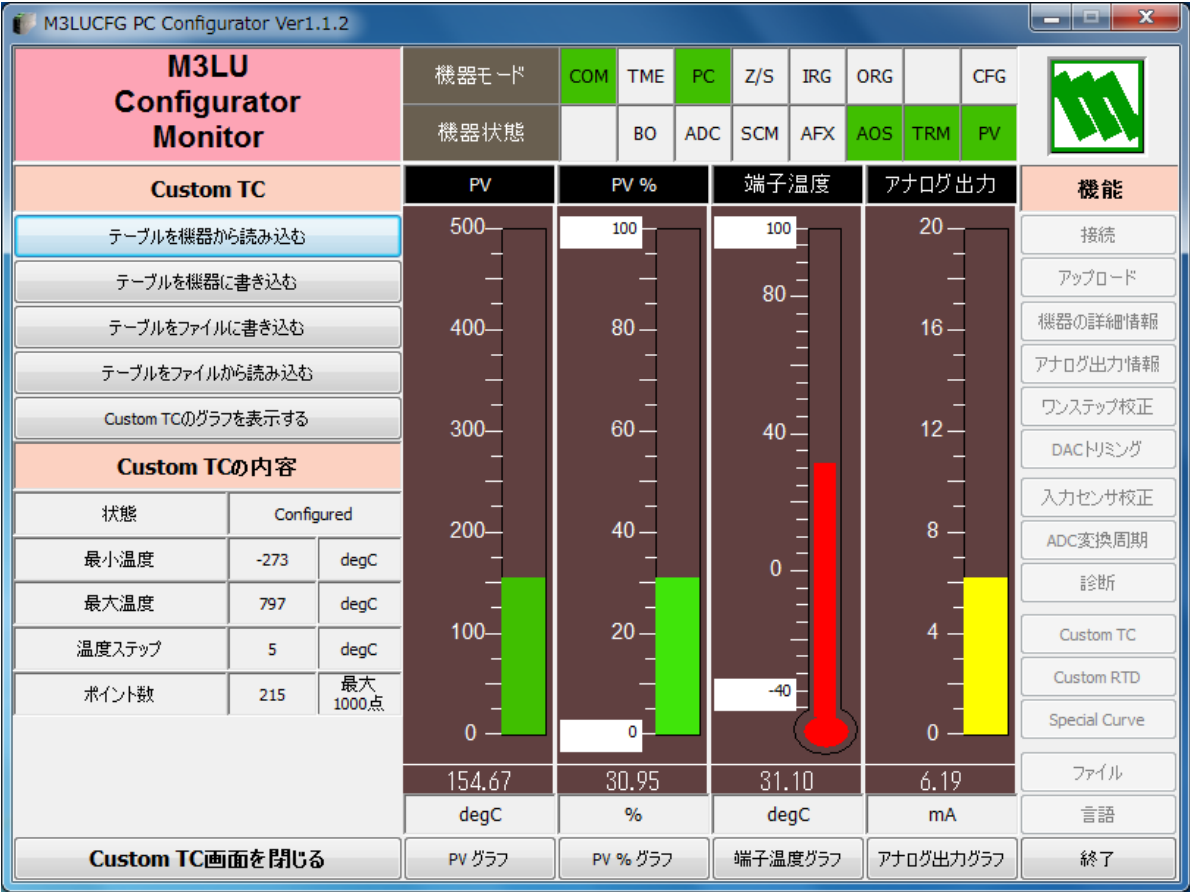 M3LUCFG PC Configurator Ver1.1.2
M3LU
Configurator
Monitor
機器モード
COM
TME
PC
Z/S
IRG
ORG
CFG
機器状態
BO
ADC
SCM
AFX
AOS
TRM
PV
Custom TC
テーブルを機器から読み込む
テーブルを機器に書き込む
テーブルをファイルに書き込む
テーブルをファイルから読み込む
Custom TCのグラフを表示する
Custom TCの内容
状態
Configured
最小温度
-273
degC
最大温度
797
degC
温度ステップ
5
degC
ポイント数
215
最大
1000点
Custom TC画面を閉じる
PV
500
400
300
200
100
0
154.67
degC
PV グラフ
PV %
100
80
60
40
20
0
30.95
%
PV % グラフ
端子温度
100
80
40
0
-40
31.10
degC
端子温度グラフ
アナログ出力
20
16
12
8
4
0
6.19
mA
アナログ出力グラフ
機能
接続
アップロード
機器の詳細情報
アナログ出力情報
ワンステップ校正
DACトリミング
入力センサ校正
ADC変換周期
診断
Custom TC
Custom RTD
Special Curve
ファイル
言語
終了